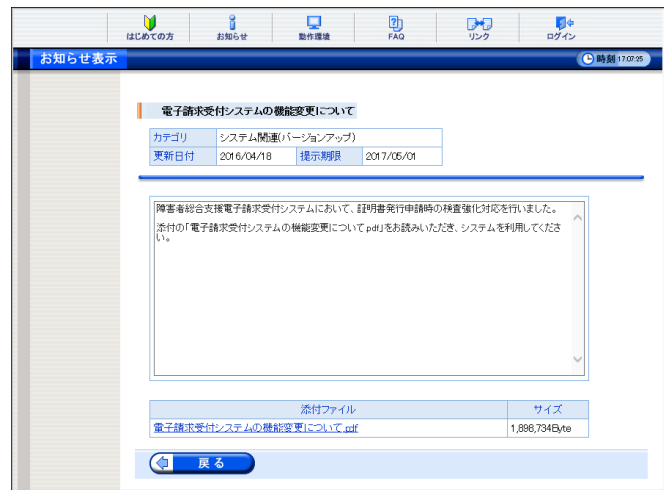 はじめての方 お知らせ 動作環境 FAQ リンク ログイン
お知らせ表示 時刻 17:07:25
電子請求受付システムの機能変更について
カテゴリ システム関連(バージョンアップ)
更新日付 2016/04/18 提示期限 2017/05/01
障害者総合支援電子請求受付システムにおいて、証明書発行申請時の検査強化対応を行いました。
添付の「電子請求受付システムの機能変更について.pdf」をお読みいただき、システムを利用してくださ
い。
添付ファイル サイズ
電子請求受付システムの機能変更について.pdf 1,898,734Byte
戻る